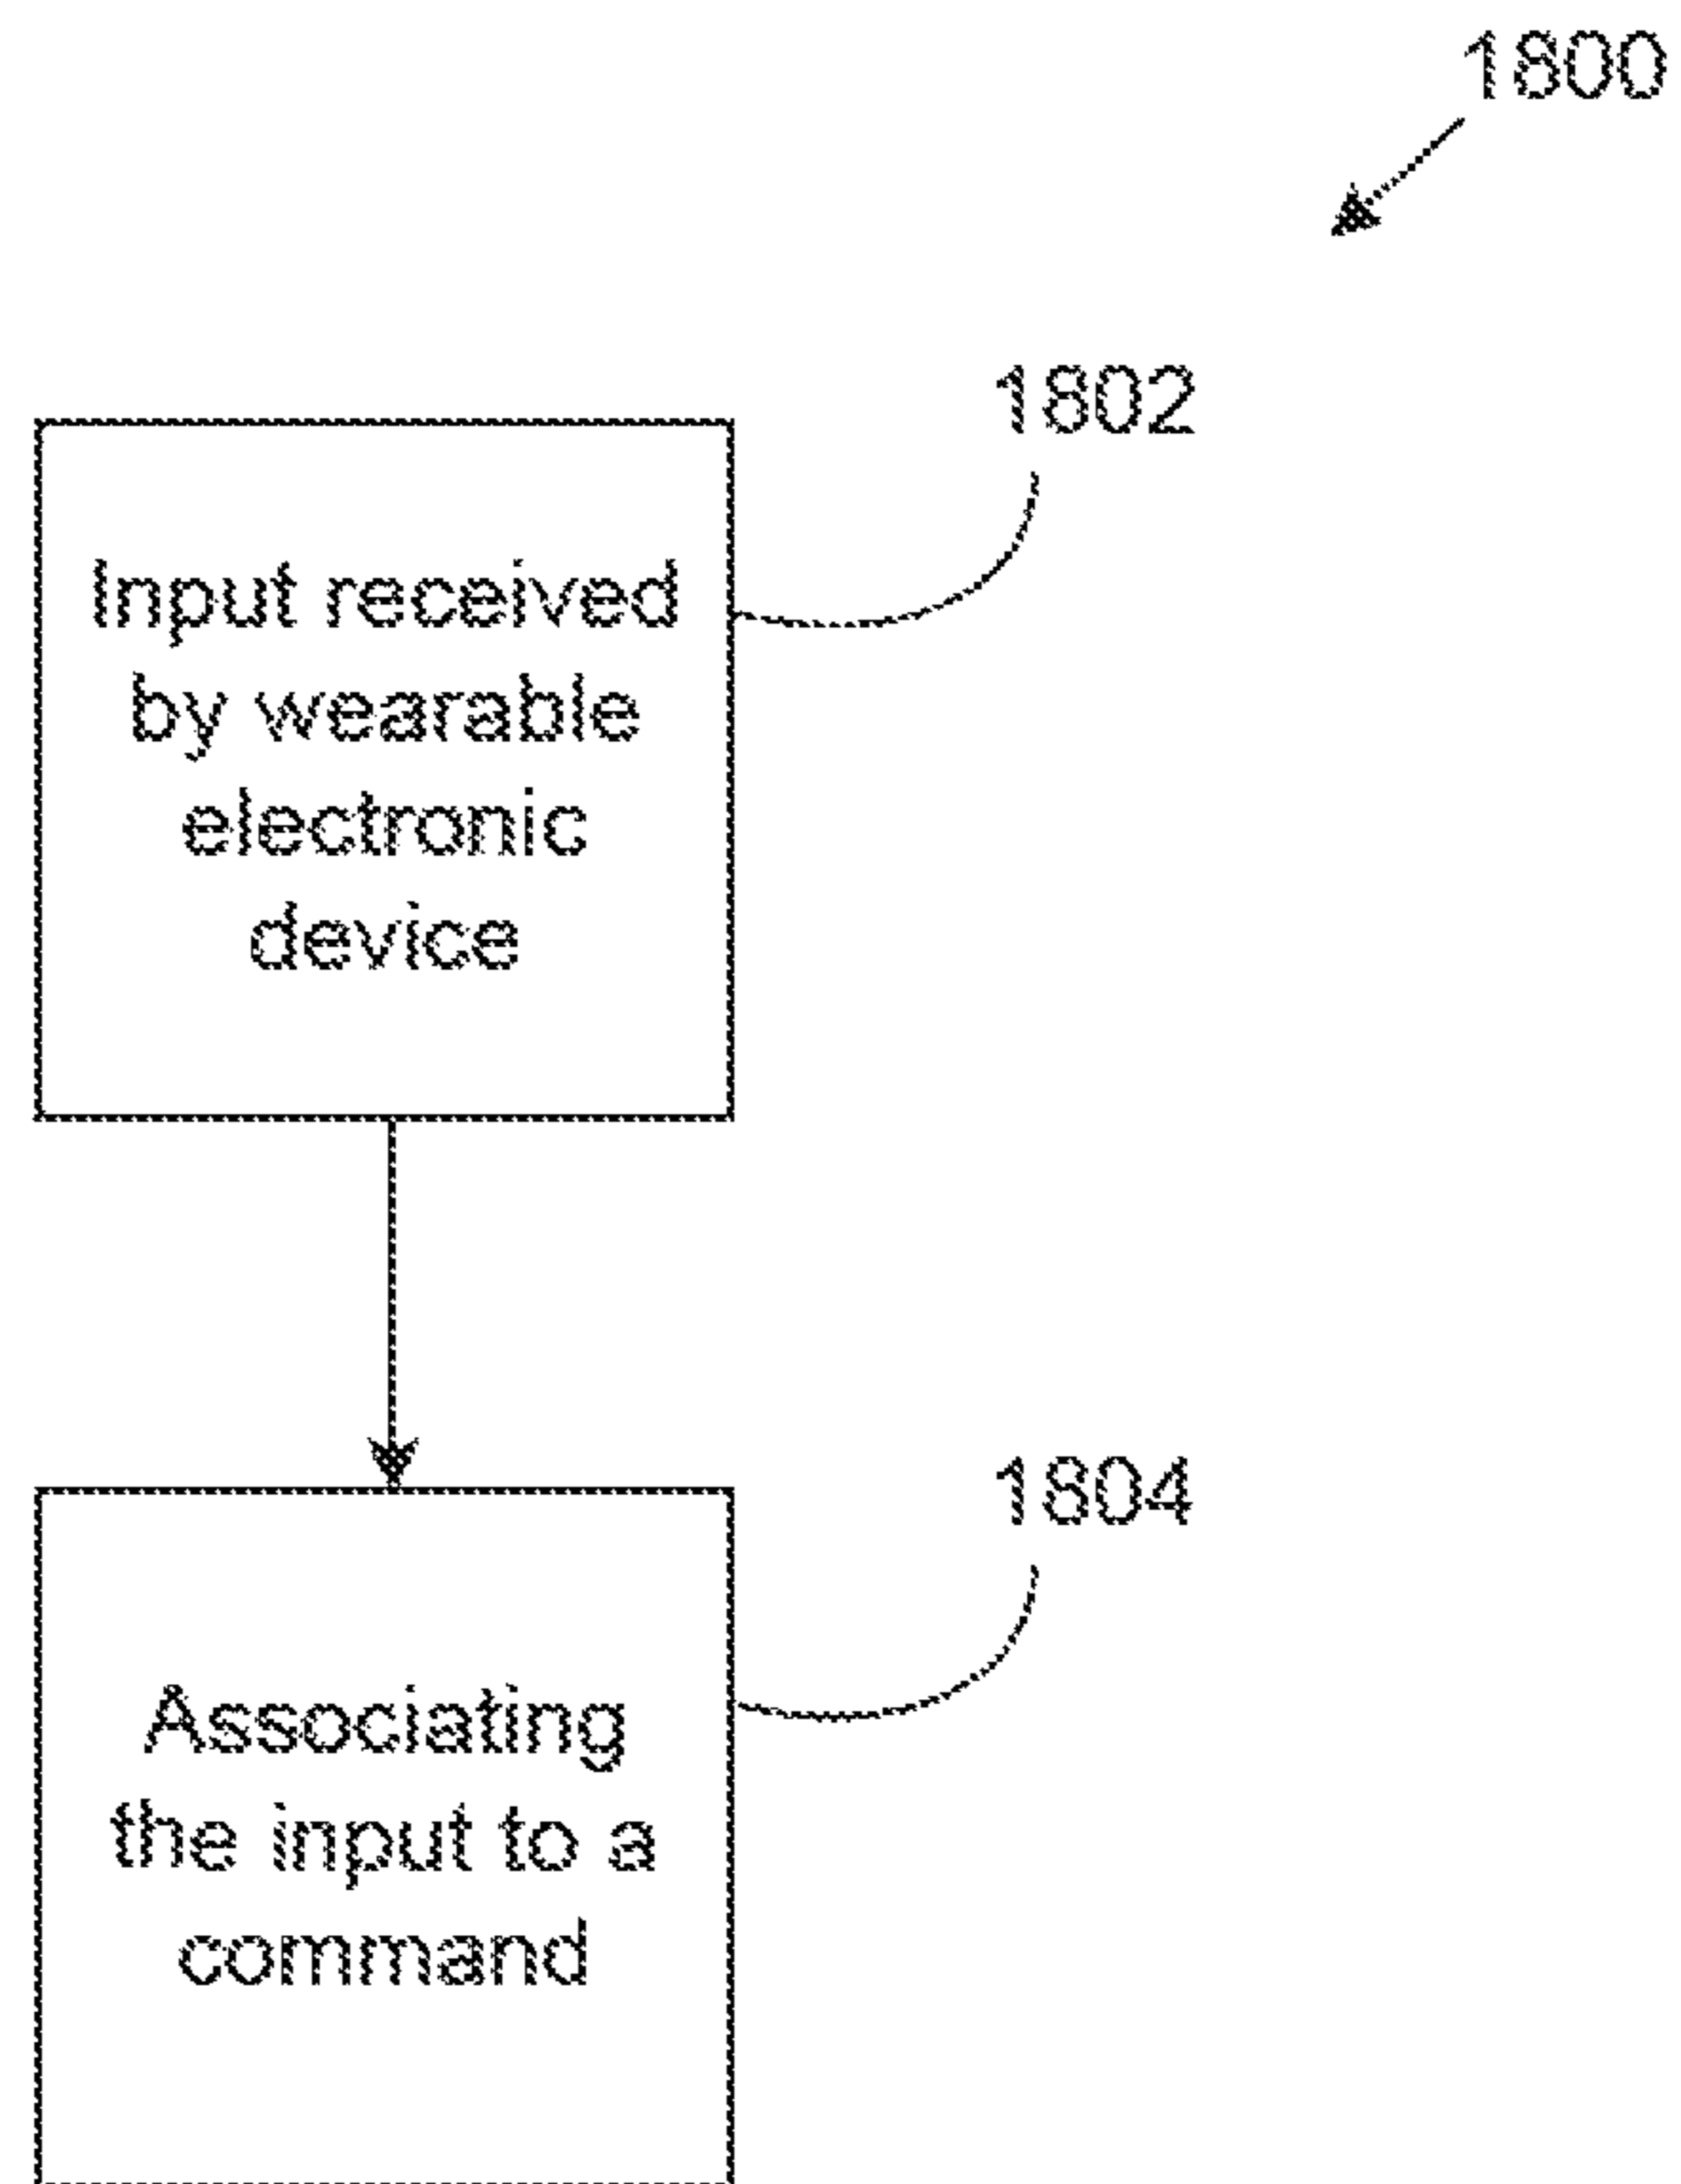 1800
1802
Input received
by wearable
electronic
device
1804
Associating
the input to a
command